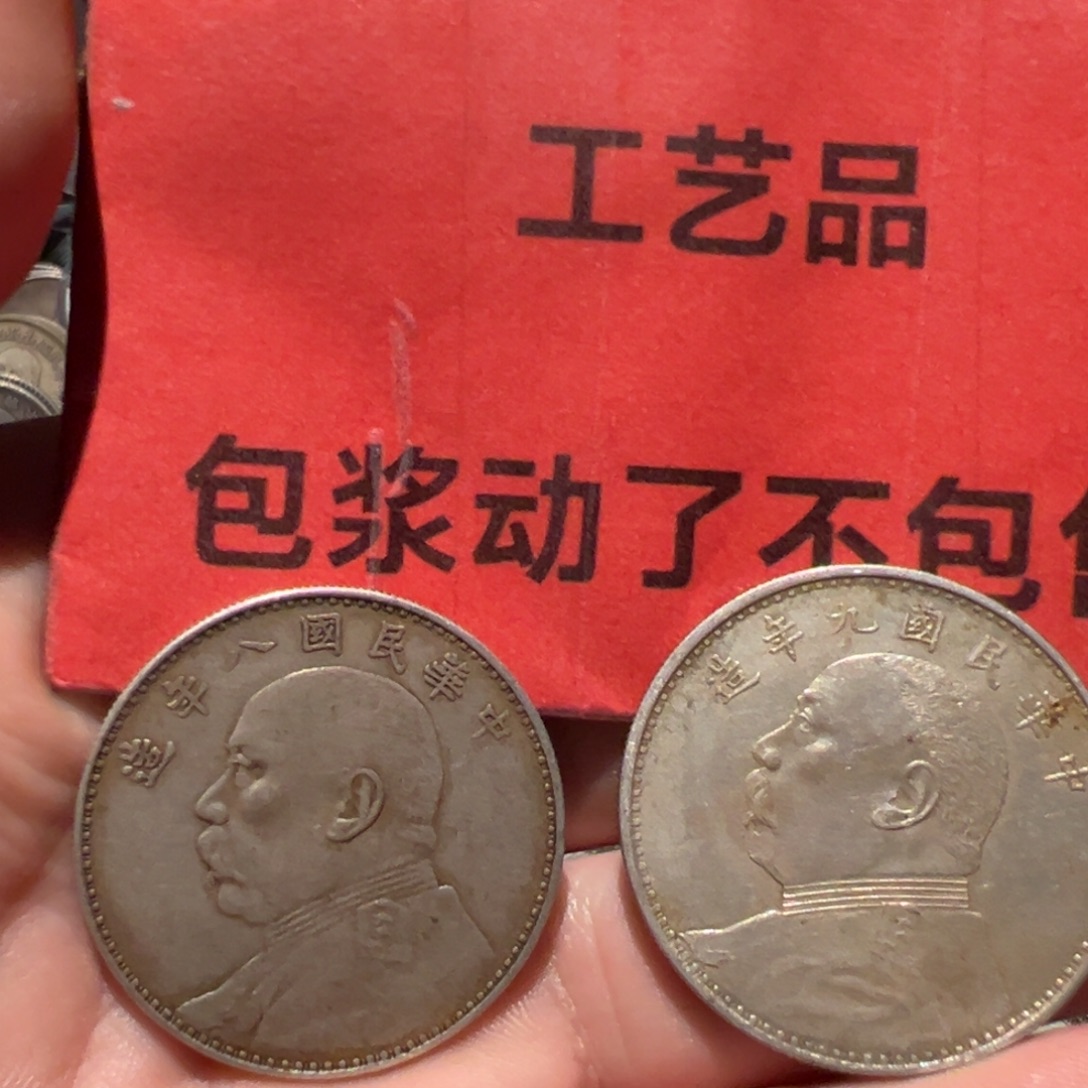 工艺品
包浆动了不包
中華民國八年造
中華民國九年造